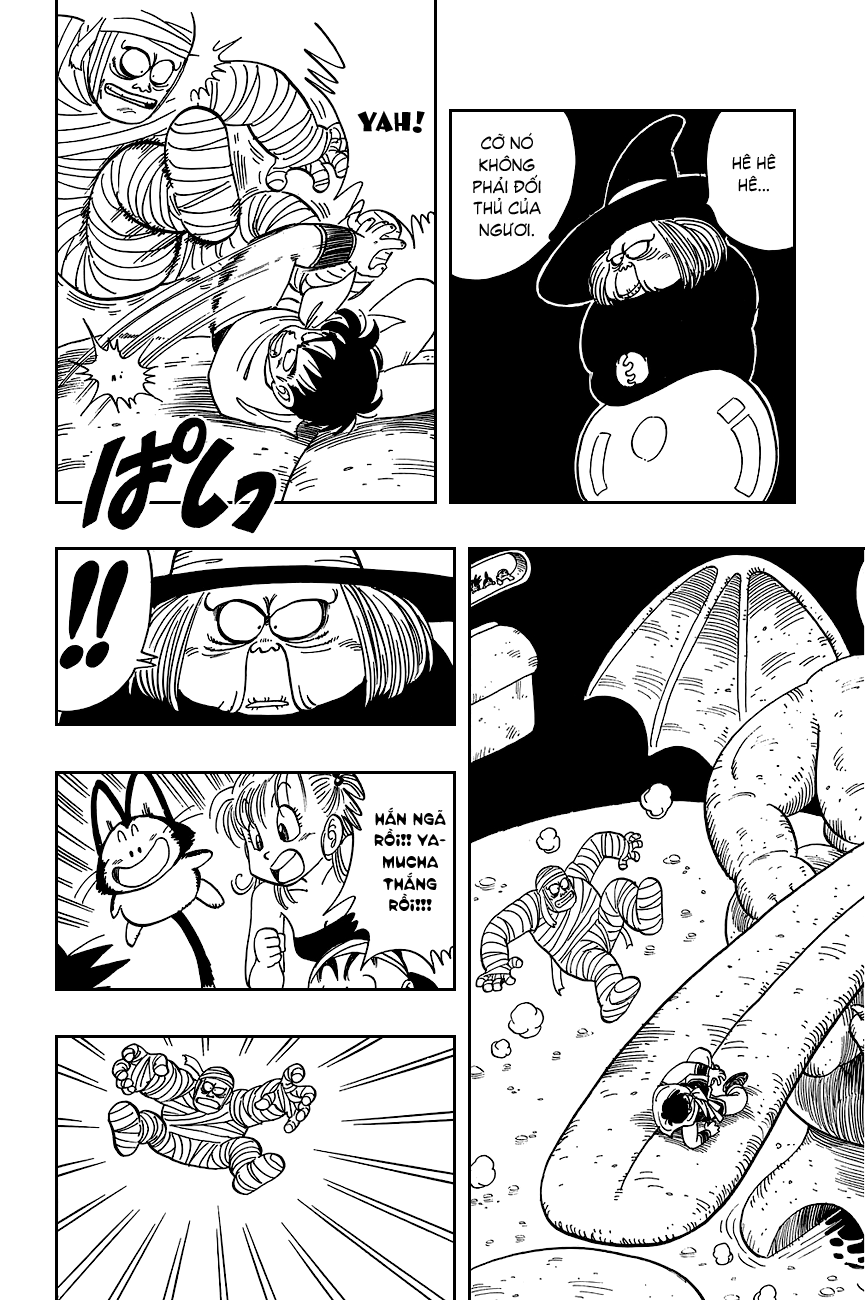 HÊ HÊ
HÊ...
CỠ NÓ
KHÔNG
PHẢI ĐỐI
THỦ CỦA
NGƯƠI.
YAH!
ぱしっ
!!
HẮN NGÃ
RỒI!!! YA-
MUCHA
THẮNG
RỒI!!!!